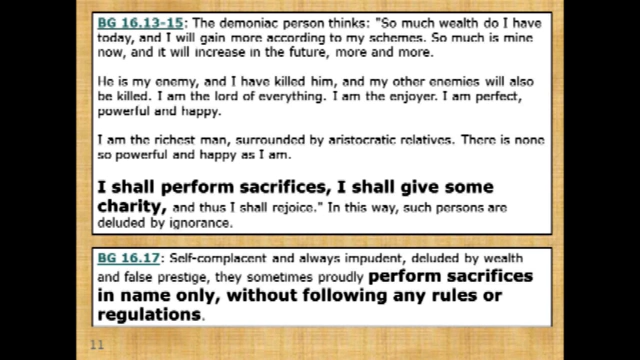 BG 16.13-15: The demoniac person thinks: "So much wealth do I have
today, and I will gain more according to my schemes. So much is mine
now, and it will increase in the future, more and more.
He is my enemy, and I have killed him, and my other enemies will also
be killed. I am the lord of everything. I am the enjoyer. I am perfect,
powerful and happy.
I am the richest man, surrounded by aristocratic relatives. There is none
so powerful and happy as I am.
I shall perform sacrifices, I shall give some
charity, and thus I shall rejoice." In this way, such persons are
deluded by ignorance.
BG 16.17: Self-complacent and always impudent, deluded by wealth
and false prestige, they sometimes proudly perform sacrifices
in name only, without following any rules or
regulations.
11